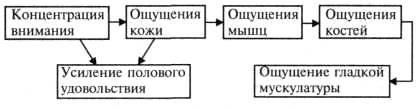 Концентрация
внимания
Ощущения
кожи
Ощущения
мышц
Ощущения
костей
Усиление полового
удовольствия
Ощущение гладкой
мускулатуры